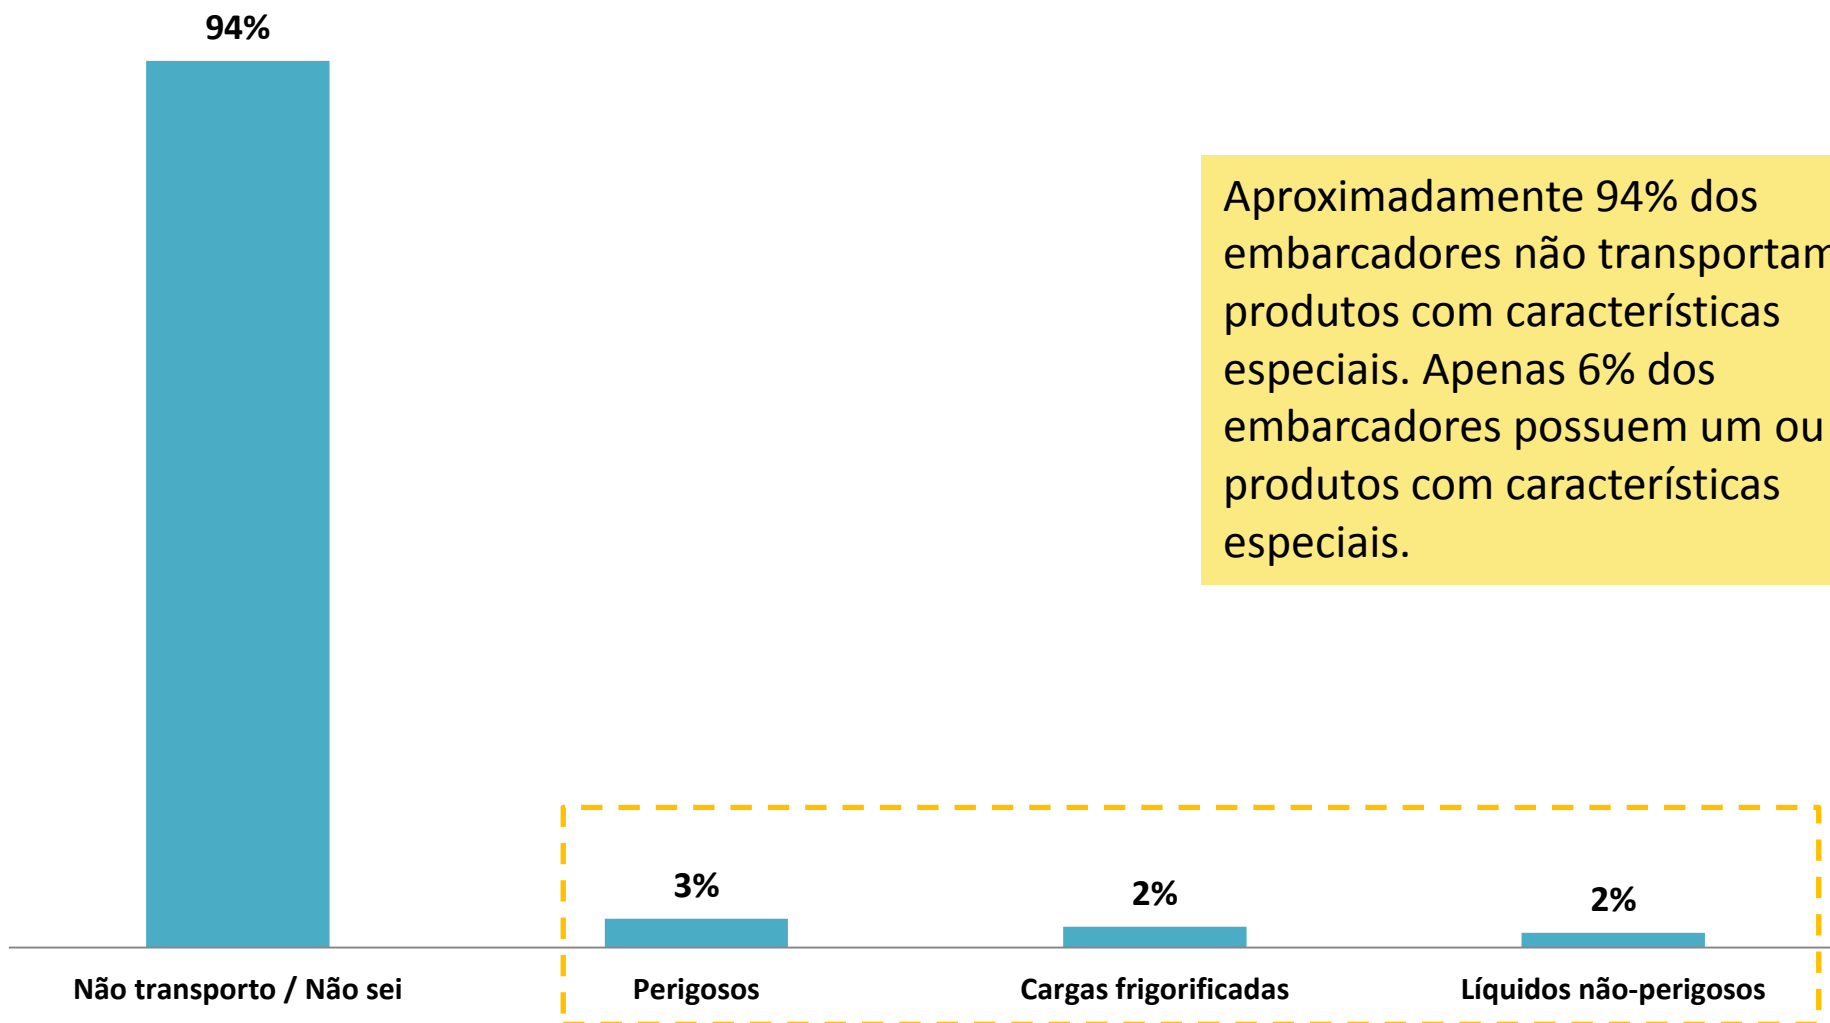 94%
Aproximadamente 94% dos
embarcadores não transportam
produtos com características
especiais. Apenas 6% dos
embarcadores possuem um ou
produtos com características
especiais.
3%
2%
2%
Não transporto / Não sei
Perigosos
Cargas frigorificadas
Líquidos não-perigosos